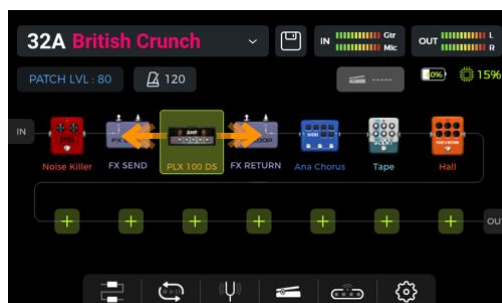 32A British Crunch
IN Gtr
Mic
OUT L
R
PATCH LVL : 80
120
-----
0%
15%
IN
Noise Killer
FX SEND
PLX 100 DS
FX RETURN
Ana Chorus
Tape
Hall
OU